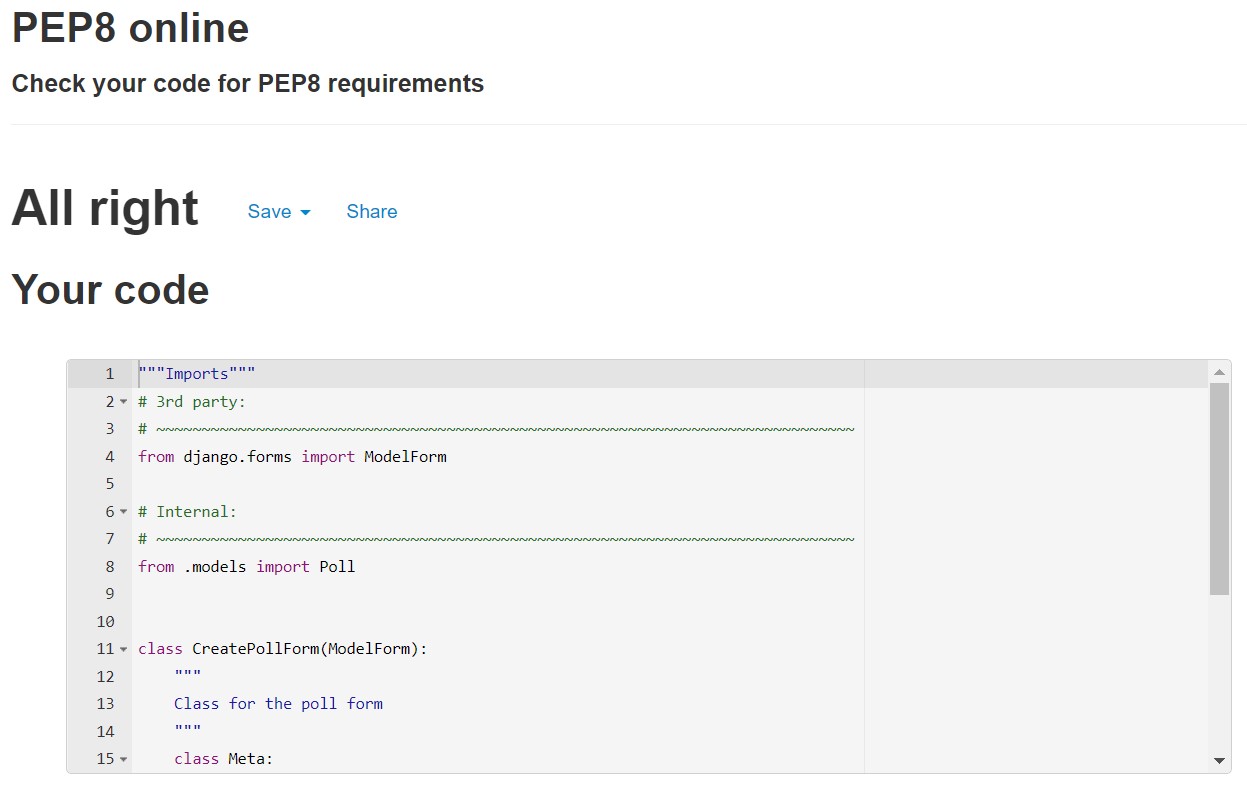 PEP8 online
Check your code for PEP8 requirements
All right Save Share
Your code
1 """Imports"""
2 # 3rd party:
3 # ~~~~~~~~~~~~~~~~~~~~~~~~~~~~~~~~~~~~~~~~~~~~~~~~~~~~~~~~~~~~~~~~~~~~~~~~~~~~~
4 from django.forms import ModelForm
5
6 # Internal:
7 # ~~~~~~~~~~~~~~~~~~~~~~~~~~~~~~~~~~~~~~~~~~~~~~~~~~~~~~~~~~~~~~~~~~~~~~~~~~~~~
8 from .models import Poll
9
10
11 class CreatePollForm(ModelForm):
12     """
13     Class for the poll form
14     """
15     class Meta: